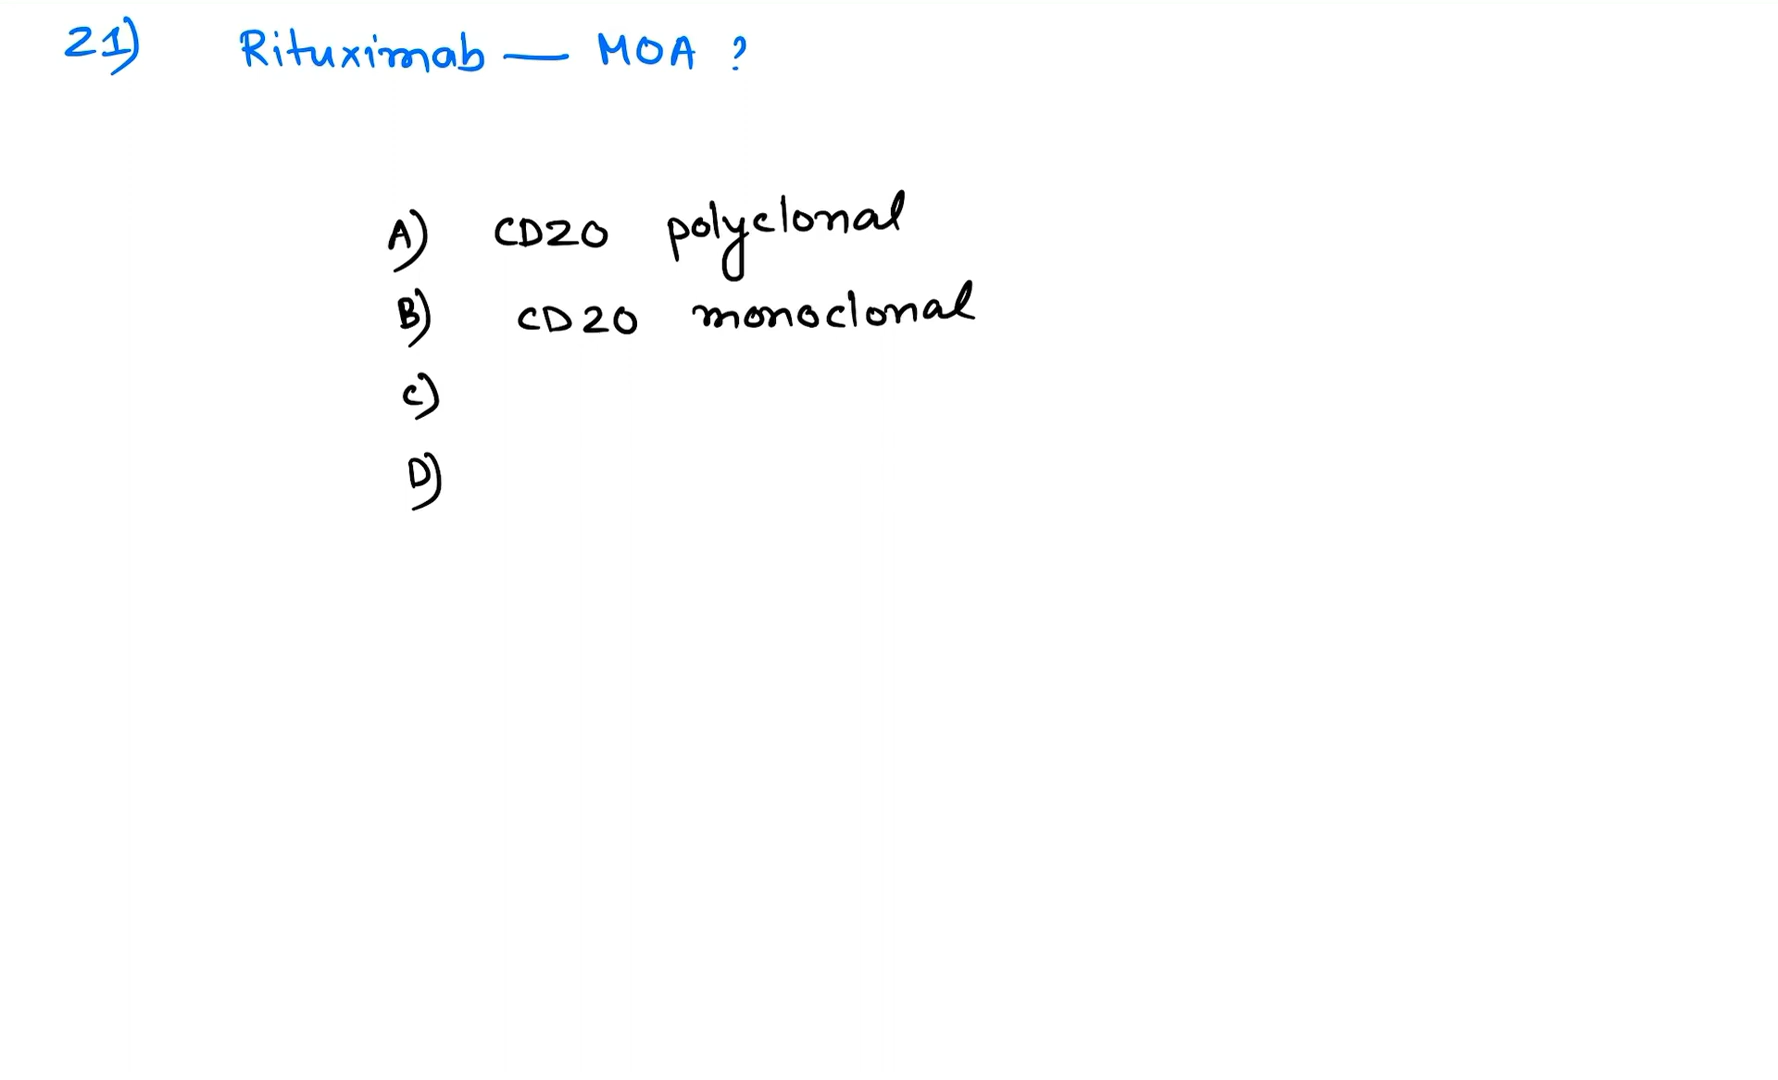 21) Rituximab — MOA ?
A) CD20 polyclonal
B) CD20 monoclonal
C)
D)